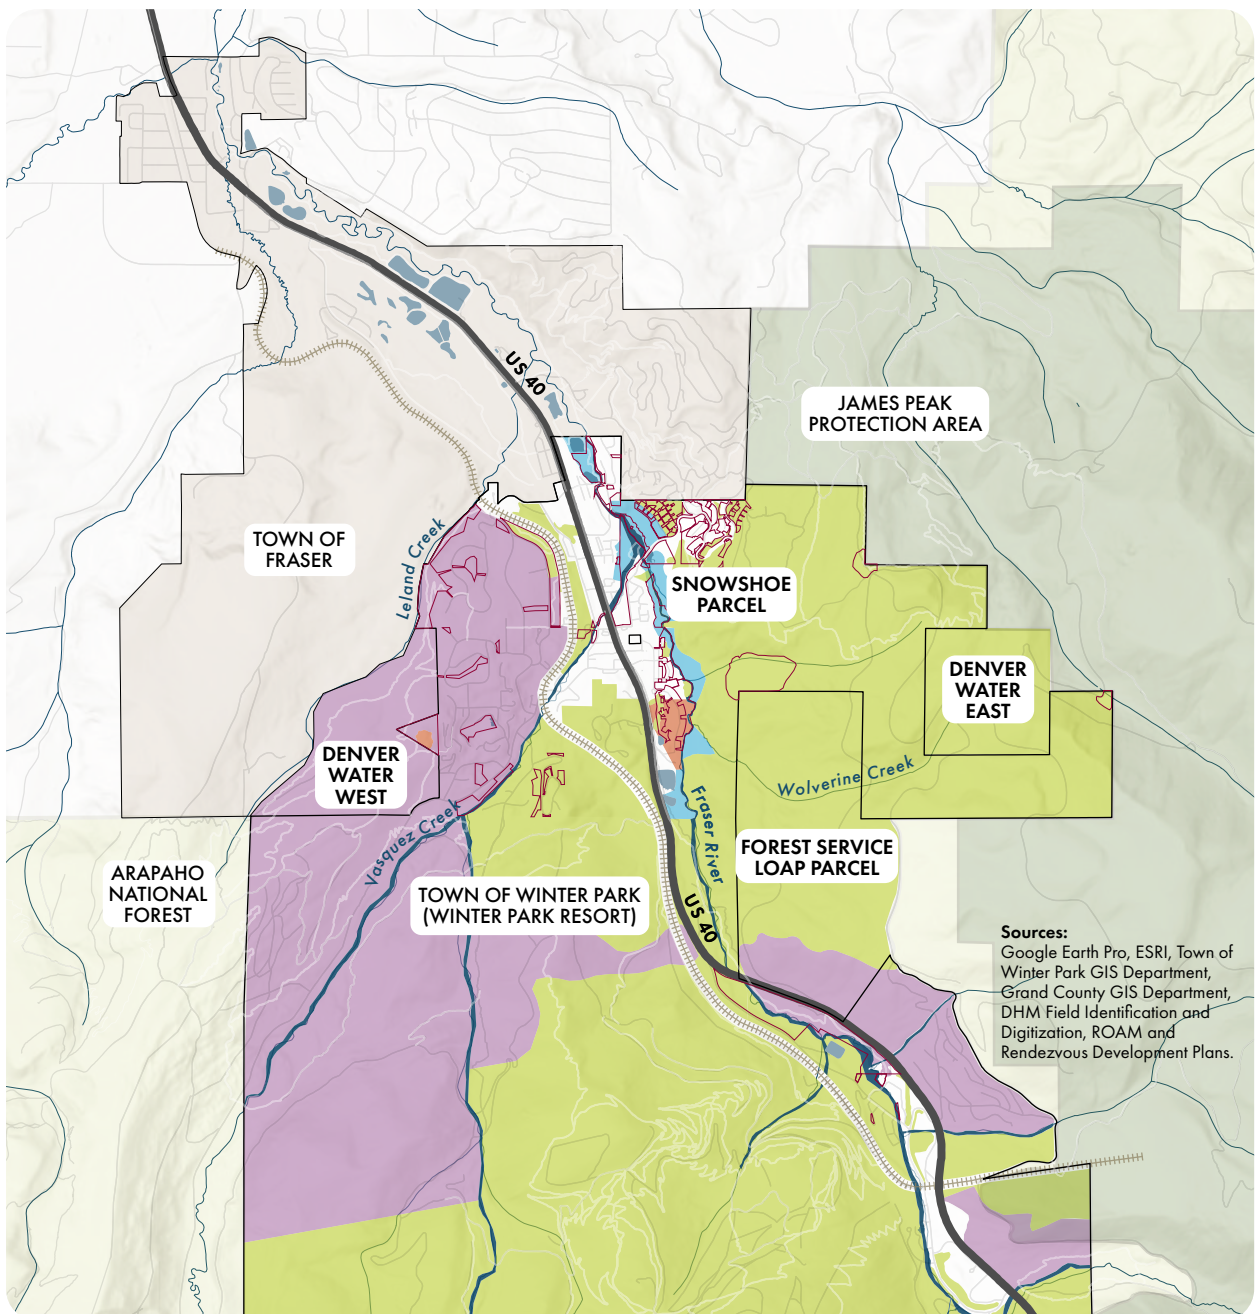 US 40
JAMES PEAK
PROTECTION AREA
TOWN OF
FRASER
Leland Creek
SNOWSHOE
PARCEL
DENVER
WATER
EAST
DENVER
WATER
WEST
Wolverine Creek
Fraser River
Vasquez Creek
FOREST SERVICE
LOAP PARCEL
ARAPAHO
NATIONAL
FOREST
TOWN OF WINTER PARK
(WINTER PARK RESORT)
US 40
Sources:
Google Earth Pro, ESRI, Town of
Winter Park GIS Department,
Grand County GIS Department,
DHM Field Identification and
Digitization, ROAM and
Rendezvous Development Plans.